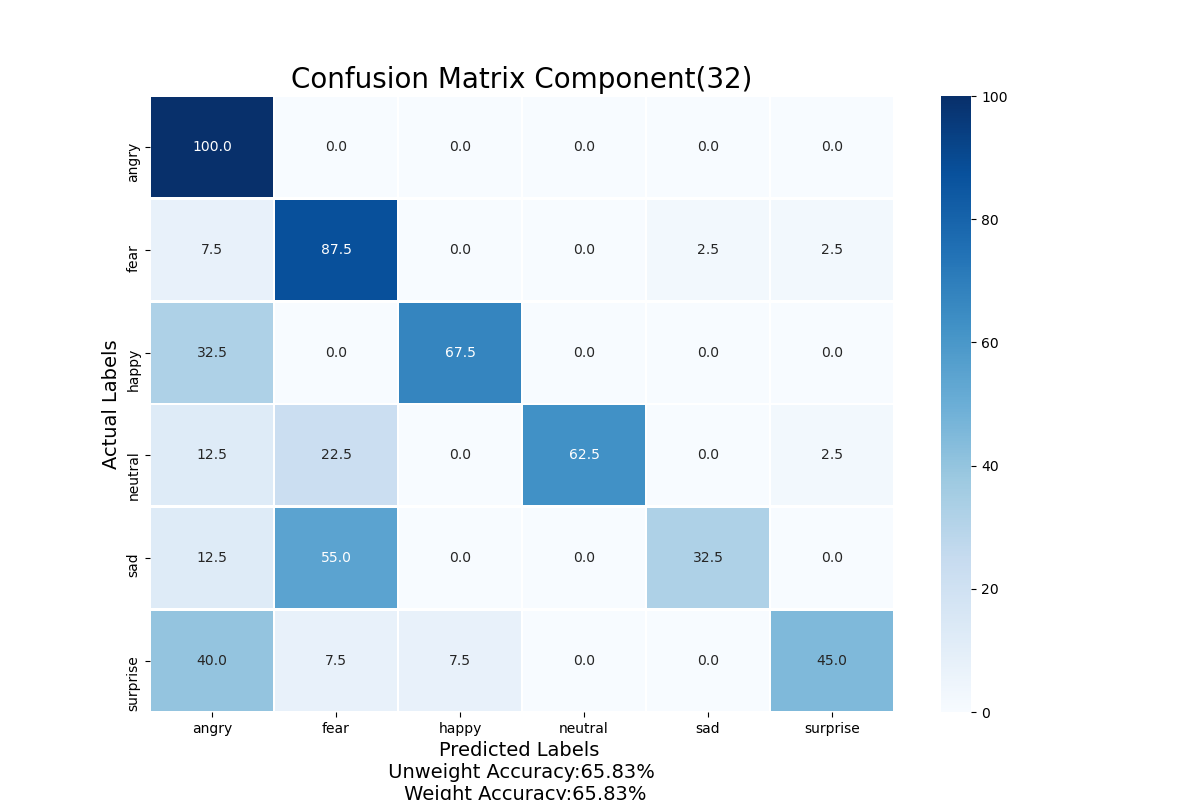 Confusion Matrix Component(32)
100.0 0.0 0.0 0.0 0.0 0.0
7.5 87.5 0.0 0.0 2.5 2.5
32.5 0.0 67.5 0.0 0.0 0.0
12.5 22.5 0.0 62.5 0.0 2.5
12.5 55.0 0.0 0.0 32.5 0.0
40.0 7.5 7.5 0.0 0.0 45.0
angry
fear
happy
neutral
sad
surprise
Actual Labels
angry fear happy neutral sad surprise
Predicted Labels
Unweight Accuracy:65.83%
Weight Accuracy:65.83%
100
80
60
40
20
0